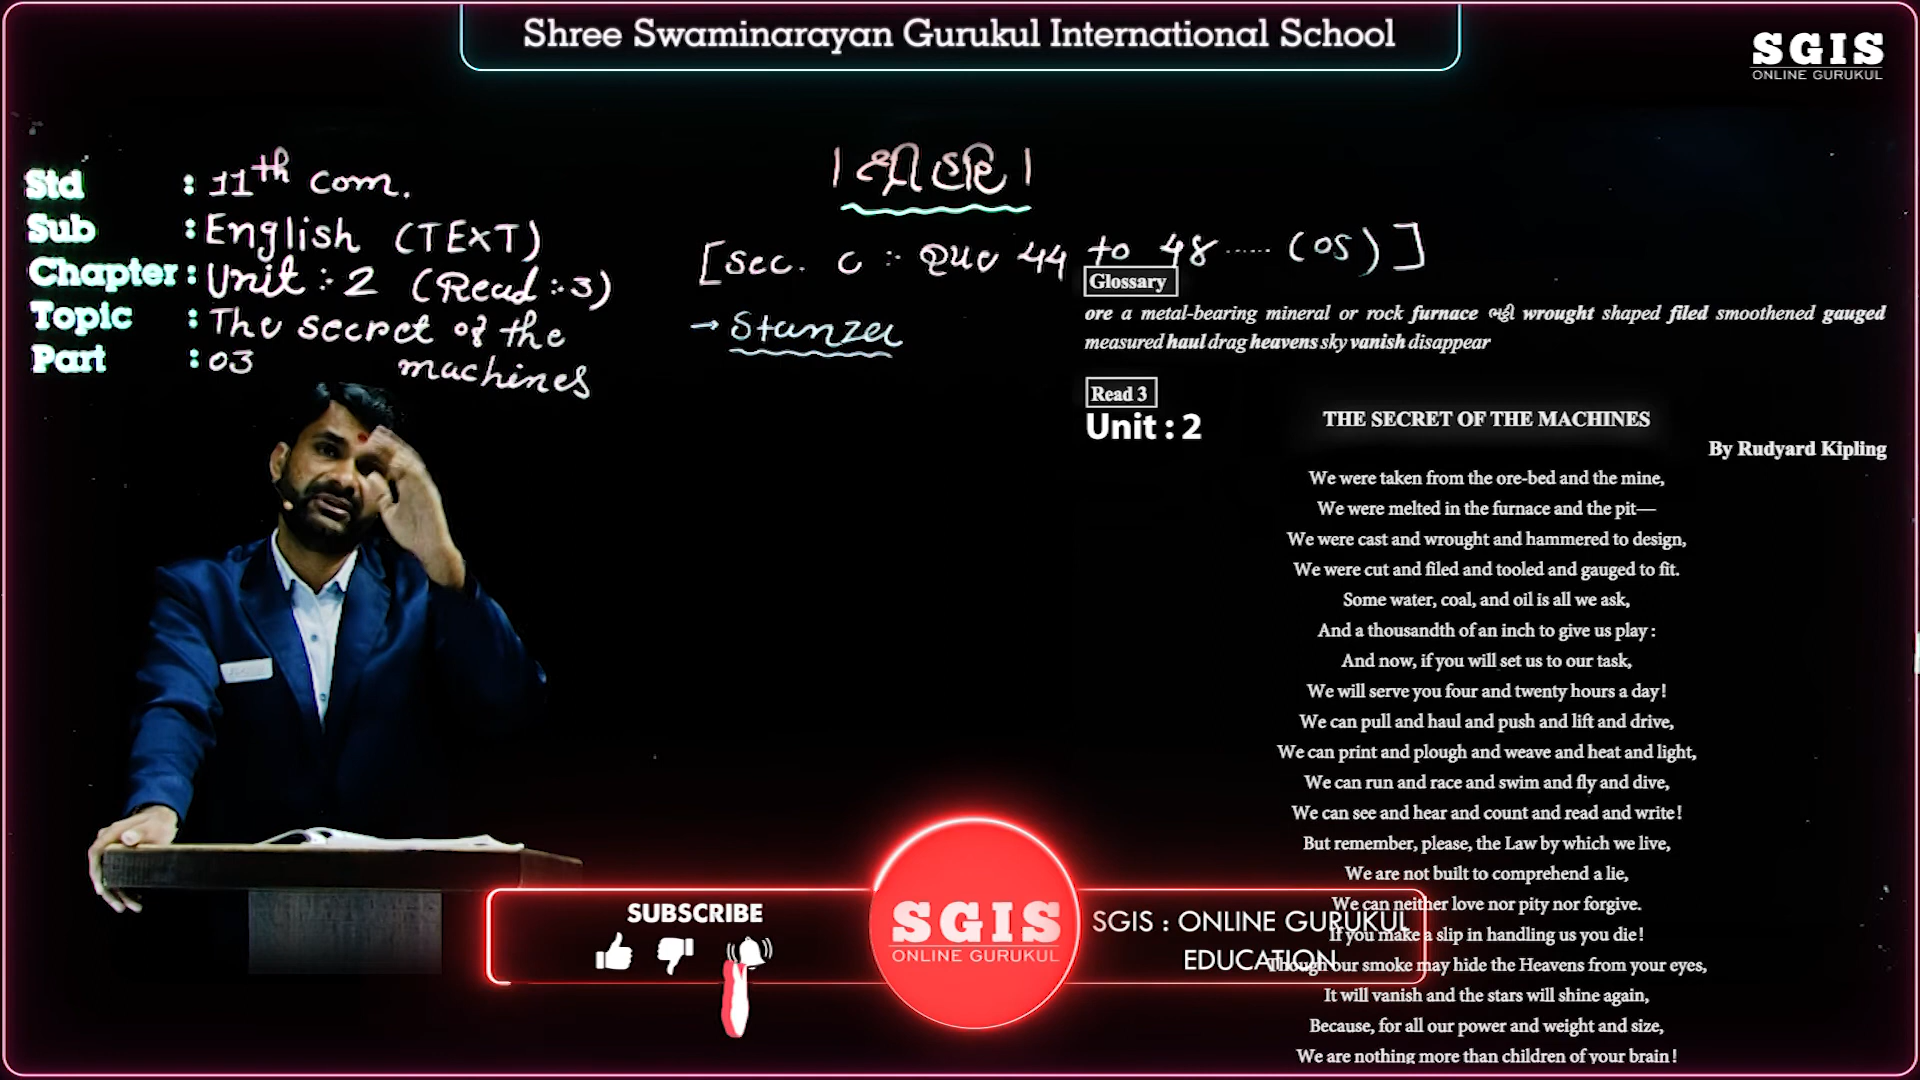 Shree Swaminarayan Gurukul International School
SGIS
ONLINE GURUKUL
Std : 11th com.
Sub : English (TEXT)
Chapter : Unit :- 2 (Read :- 3)
Topic : The secret of the machines
Part : 03
। શ્રી હરિ ।
[sec. c :- Que 44 to 48 ...... (05)]
→ Stanza
Glossary
ore a metal-bearing mineral or rock furnace ભઠ્ઠી wrought shaped filed smoothened gauged
measured haul drag heavens sky vanish disappear
Read 3
Unit : 2
THE SECRET OF THE MACHINES
By Rudyard Kipling
We were taken from the ore-bed and the mine,
We were melted in the furnace and the pit—
We were cast and wrought and hammered to design,
We were cut and filed and tooled and gauged to fit.
Some water, coal, and oil is all we ask,
And a thousandth of an inch to give us play :
And now, if you will set us to our task,
We will serve you four and twenty hours a day !
We can pull and haul and push and lift and drive,
We can print and plough and weave and heat and light,
We can run and race and swim and fly and dive,
We can see and hear and count and read and write !
But remember, please, the Law by which we live,
We are not built to comprehend a lie,
We can neither love nor pity nor forgive.
If you make a slip in handling us you die !
Though our smoke may hide the Heavens from your eyes,
It will vanish and the stars will shine again,
Because, for all our power and weight and size,
We are nothing more than children of your brain !
SUBSCRIBE
SGIS
ONLINE GURUKUL
SGIS : ONLINE GURUKUL
EDUCATION